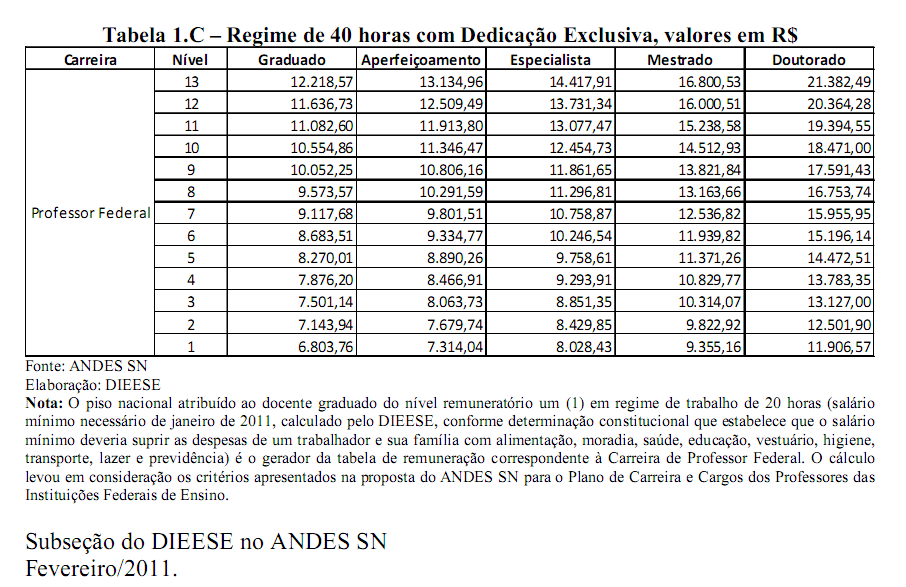 Tabela 1.C – Regime de 40 horas com Dedicação Exclusiva, valores em R$
Carreira Nível Graduado Aperfeiçoamento Especialista Mestrado Doutorado
13 12.218,57 13.134,96 14.417,91 16.800,53 21.382,49
12 11.636,73 12.509,49 13.731,34 16.000,51 20.364,28
11 11.082,60 11.913,80 13.077,47 15.238,58 19.394,55
10 10.554,86 11.346,47 12.454,73 14.512,93 18.471,00
9 10.052,25 10.806,16 11.861,65 13.821,84 17.591,43
8 9.573,57 10.291,59 11.296,81 13.163,66 16.753,74
Professor Federal 7 9.117,68 9.801,51 10.758,87 12.536,82 15.955,95
6 8.683,51 9.334,77 10.246,54 11.939,82 15.196,14
5 8.270,01 8.890,26 9.758,61 11.371,26 14.472,51
4 7.876,20 8.466,91 9.293,91 10.829,77 13.783,35
3 7.501,14 8.063,73 8.851,35 10.314,07 13.127,00
2 7.143,94 7.679,74 8.429,85 9.822,92 12.501,90
1 6.803,76 7.314,04 8.028,43 9.355,16 11.906,57
Fonte: ANDES SN
Elaboração: DIEESE
Nota: O piso nacional atribuído ao docente graduado do nível remuneratório um (1) em regime de trabalho de 20 horas (salário
mínimo necessário de janeiro de 2011, calculado pelo DIEESE, conforme determinação constitucional que estabelece que o salário
mínimo deveria suprir as despesas de um trabalhador e sua família com alimentação, moradia, saúde, educação, vestuário, higiene,
transporte, lazer e previdência) é o gerador da tabela de remuneração correspondente à Carreira de Professor Federal. O cálculo
levou em consideração os critérios apresentados na proposta do ANDES SN para o Plano de Carreira e Cargos dos Professores das
Instituições Federais de Ensino.
Subseção do DIEESE no ANDES SN
Fevereiro/2011.